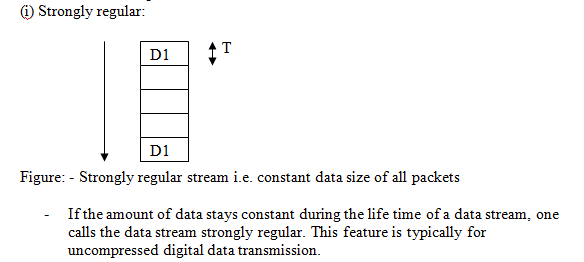 (i) Strongly regular:
D1
T
D1
Figure: - Strongly regular stream i.e. constant data size of all packets
- If the amount of data stays constant during the life time of a data stream, one
calls the data stream strongly regular. This feature is typically for
uncompressed digital data transmission.